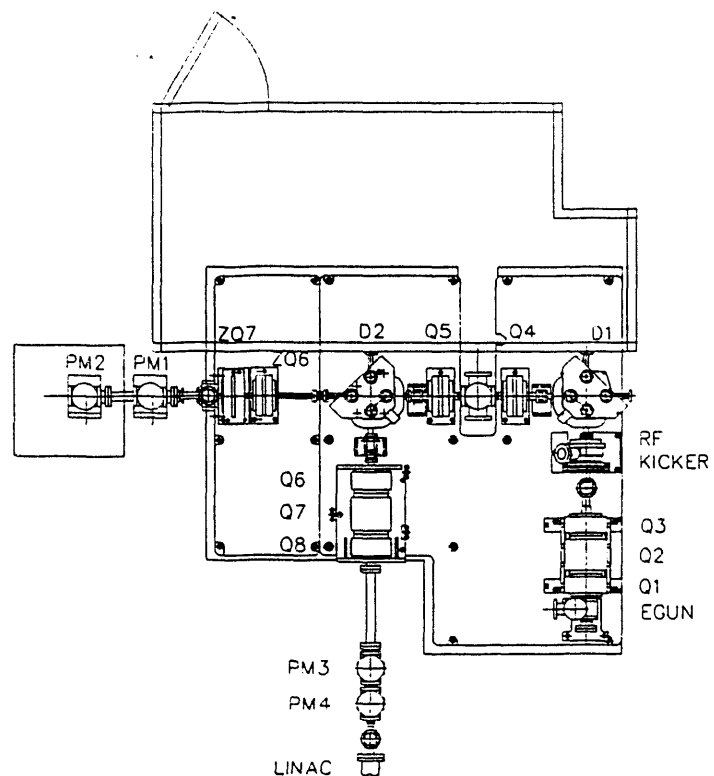 ZQ7
D2
Q5
Q4
D1
PM2
PM1
ZQ6
RF
KICKER
Q6
Q7
Q8
Q3
Q2
Q1
EGUN
PM3
PM4
LINAC